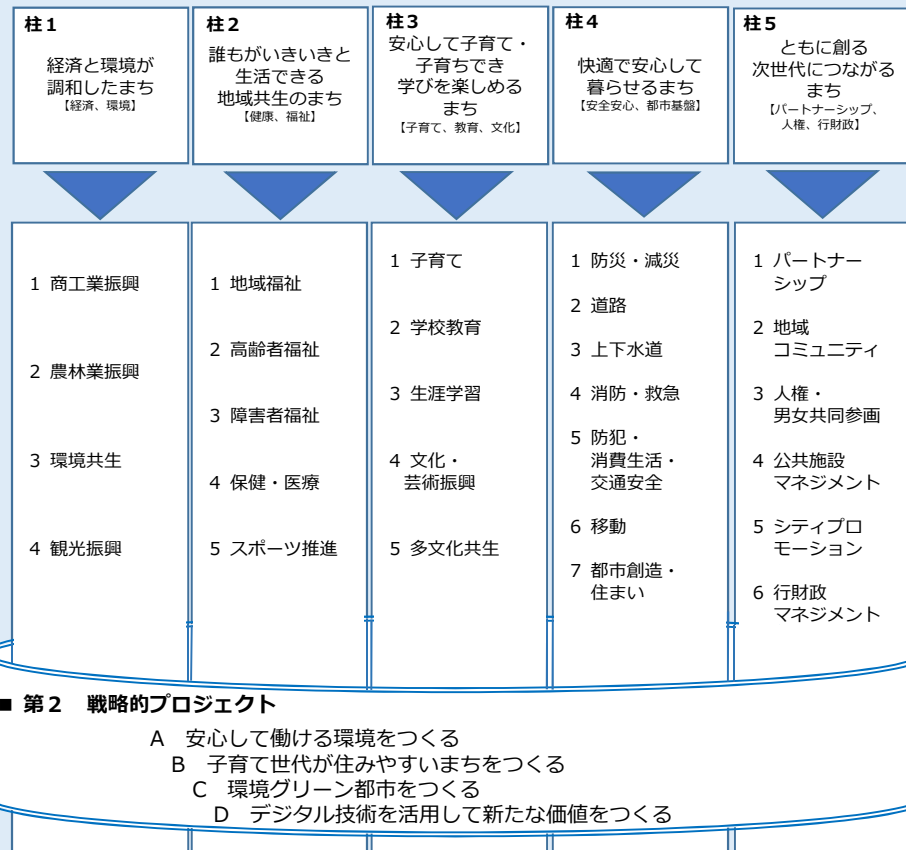 柱1
経済と環境が
調和したまち
【経済、環境】
柱2
誰もがいきいきと
生活できる
地域共生のまち
【健康、福祉】
柱3
安心して子育て・
子育ちでき
学びを楽しめる
まち
【子育て、教育、文化】
柱4
快適で安心して
暮らせるまち
【安全安心、都市基盤】
柱5
ともに創る
次世代につながる
まち
【パートナーシップ、
人権、行財政】
1 商工業振興
2 農林業振興
3 環境共生
4 観光振興
1 地域福祉
2 高齢者福祉
3 障害者福祉
4 保健・医療
5 スポーツ推進
1 子育て
2 学校教育
3 生涯学習
4 文化・
芸術振興
5 多文化共生
1 防災・減災
2 道路
3 上下水道
4 消防・救急
5 防犯・
消費生活・
交通安全
6 移動
7 都市創造・
住まい
1 パートナー
シップ
2 地域
コミュニティ
3 人権・
男女共同参画
4 公共施設
マネジメント
5 シティプロ
モーション
6 行財政
マネジメント
■ 第2 戦略的プロジェクト
A 安心して働ける環境をつくる
B 子育て世代が住みやすいまちをつくる
C 環境グリーン都市をつくる
D デジタル技術を活用して新たな価値をつくる